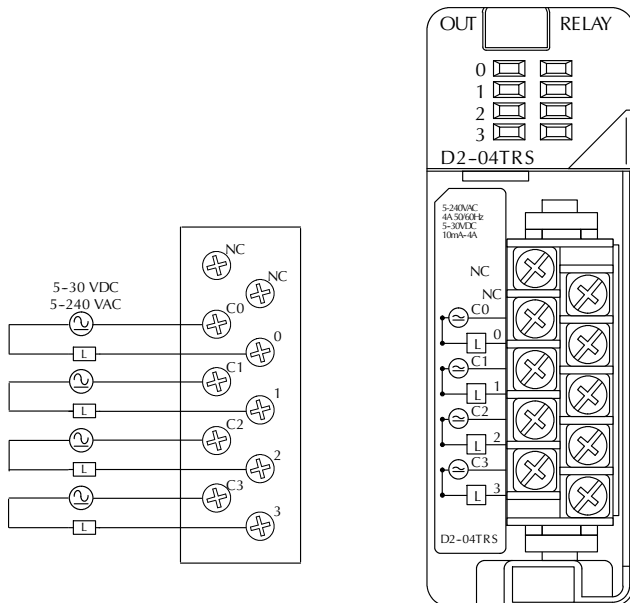 5-30 VDC
5-240 VAC
NC
NC
C0
0
C1
1
C2
2
C3
3
L
L
L
L
OUT RELAY
0
1
2
3
D2-04TRS
5-240VAC
4A 50/60Hz
5-30VDC
10mA-4A
NC
NC
C0
L 0
C1
L 1
C2
L 2
C3
L 3
D2-04TRS